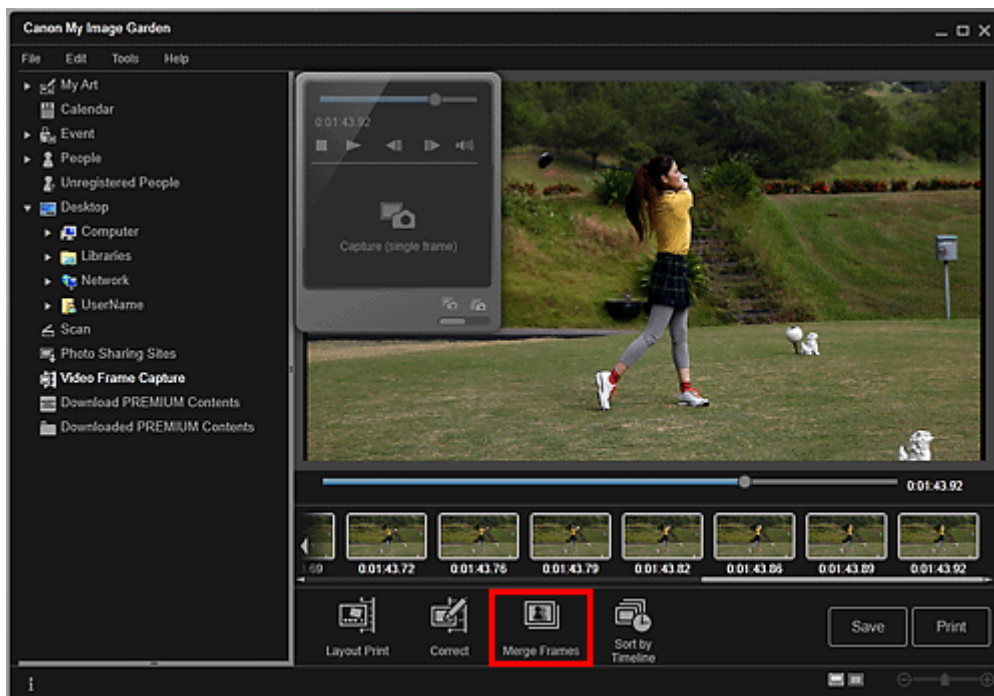 Canon My Image Garden
File Edit Tools Help
My Art
Calendar
Event
People
Unregistered People
Desktop
Computer
Libraries
Network
UserName
Scan
Photo Sharing Sites
Video Frame Capture
Download PREMIUM Contents
Downloaded PREMIUM Contents
0:01:43.92
Capture (single frame)
0:01:43.92
3.69 0:01:43.72 0:01:43.76 0:01:43.79 0:01:43.82 0:01:43.86 0:01:43.89 0:01:43.92
Layout Print Correct Merge Frames Sort by
Timeline
Save Print